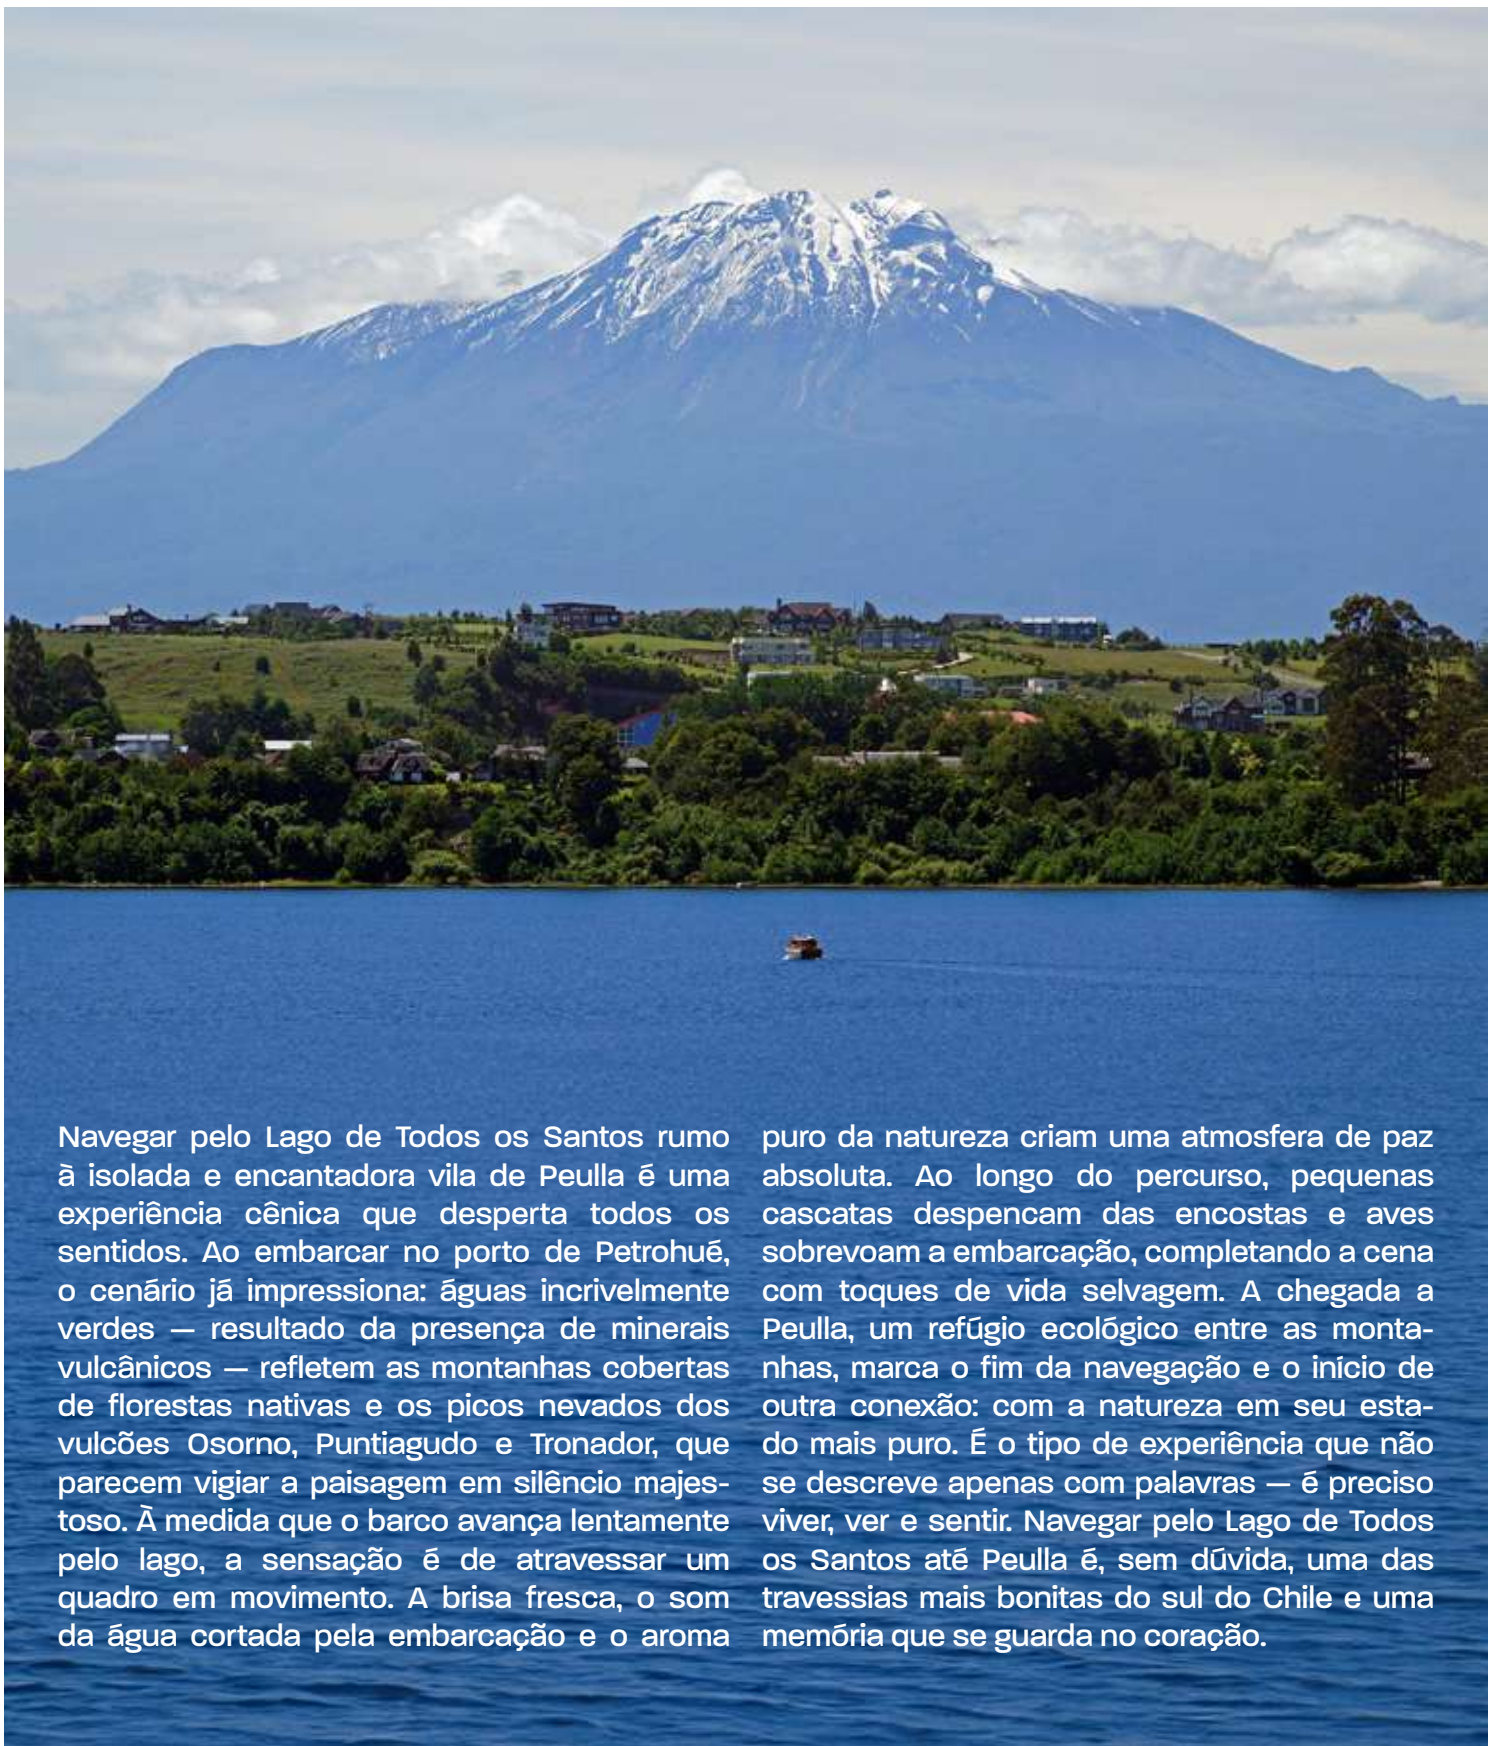 Navegar pelo Lago de Todos os Santos rumo
à isolada e encantadora vila de Peulla é uma
experiência cênica que desperta todos os
sentidos. Ao embarcar no porto de Petrohué,
o cenário já impressiona: águas incrivelmente
verdes — resultado da presença de minerais
vulcânicos — refletem as montanhas cobertas
de florestas nativas e os picos nevados dos
vulcões Osorno, Puntiagudo e Tronador, que
parecem vigiar a paisagem em silêncio majes-
toso. À medida que o barco avança lentamente
pelo lago, a sensação é de atravessar um
quadro em movimento. A brisa fresca, o som
da água cortada pela embarcação e o aroma
puro da natureza criam uma atmosfera de paz
absoluta. Ao longo do percurso, pequenas
cascatas despencam das encostas e aves
sobrevoam a embarcação, completando a cena
com toques de vida selvagem. A chegada a
Peulla, um refúgio ecológico entre as monta-
nhas, marca o fim da navegação e o início de
outra conexão: com a natureza em seu esta-
do mais puro. É o tipo de experiência que não
se descreve apenas com palavras — é preciso
viver, ver e sentir. Navegar pelo Lago de Todos
os Santos até Peulla é, sem dúvida, uma das
travessias mais bonitas do sul do Chile e uma
memória que se guarda no coração.